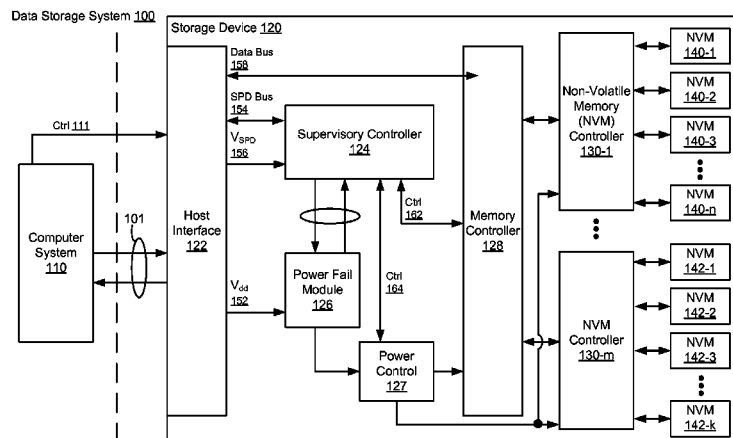 Data Storage System 100
Storage Device 120
Ctrl 111
101
Computer
System
110
Host
Interface
122
Data Bus
158
SPD Bus
154
VSPD
156
Vdd
152
Supervisory Controller
124
Power Fail
Module
126
Ctrl
162
Ctrl
164
Power
Control
127
Memory
Controller
128
Non-Volatile
Memory
(NVM)
Controller
130-1
NVM
Controller
130-m
NVM
140-1
NVM
140-2
NVM
140-3
NVM
140-n
NVM
142-1
NVM
142-2
NVM
142-3
NVM
142-k